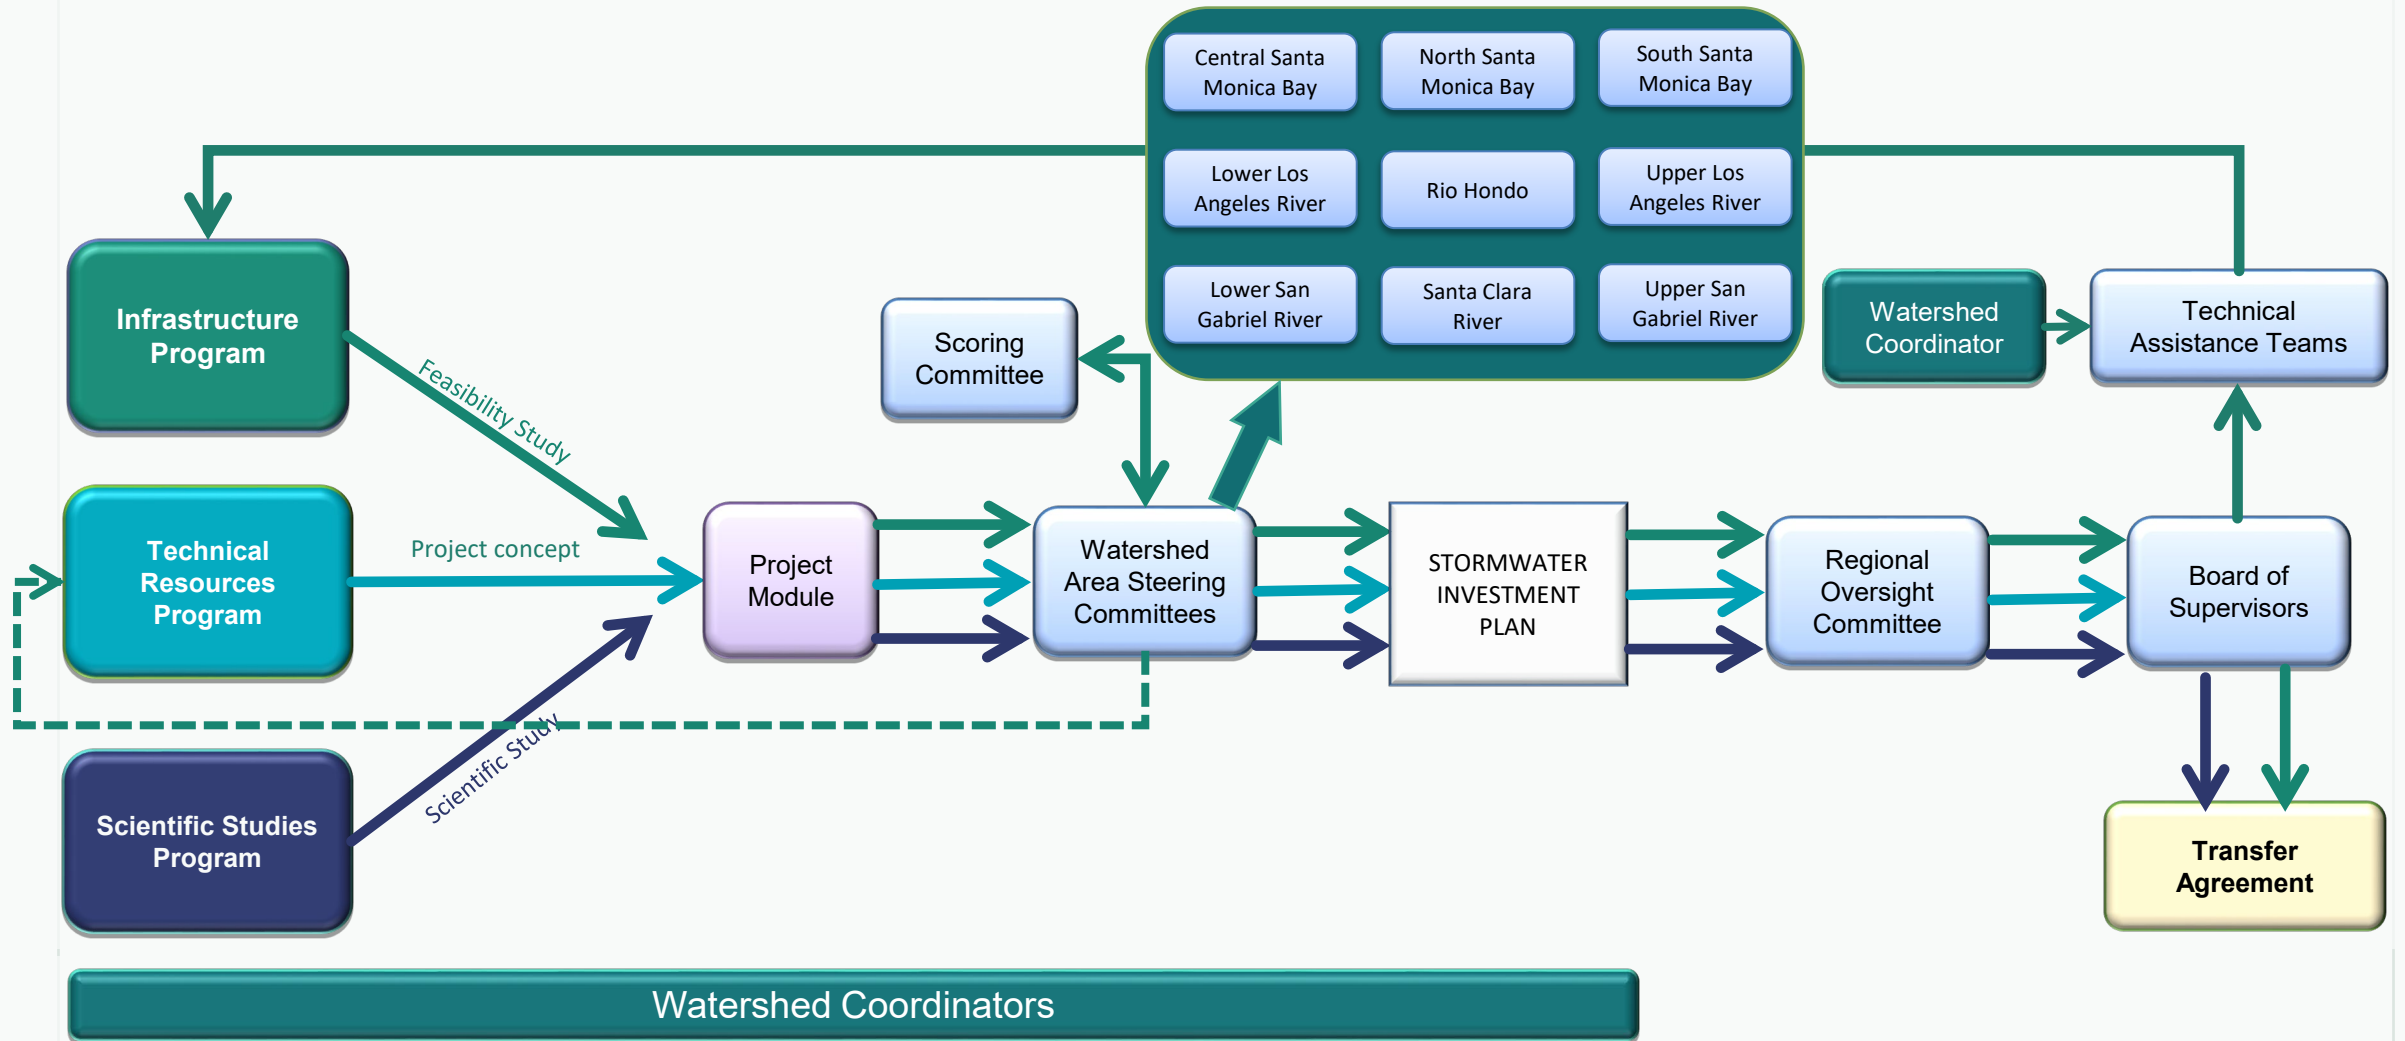 Central Santa
Monica Bay
North Santa
Monica Bay
South Santa
Monica Bay
Lower Los
Angeles River
Rio Hondo
Upper Los
Angeles River
Lower San
Gabriel River
Santa Clara
River
Upper San
Gabriel River
Infrastructure
Program
Feasibility Study
Scoring
Committee
Watershed
Coordinator
Technical
Assistance Teams
Technical
Resources
Program
Project concept
Project
Module
Watershed
Area Steering
Committees
STORMWATER
INVESTMENT
PLAN
Regional
Oversight
Committee
Board of
Supervisors
Scientific Studies
Program
Scientific Study
Transfer
Agreement
Watershed Coordinators